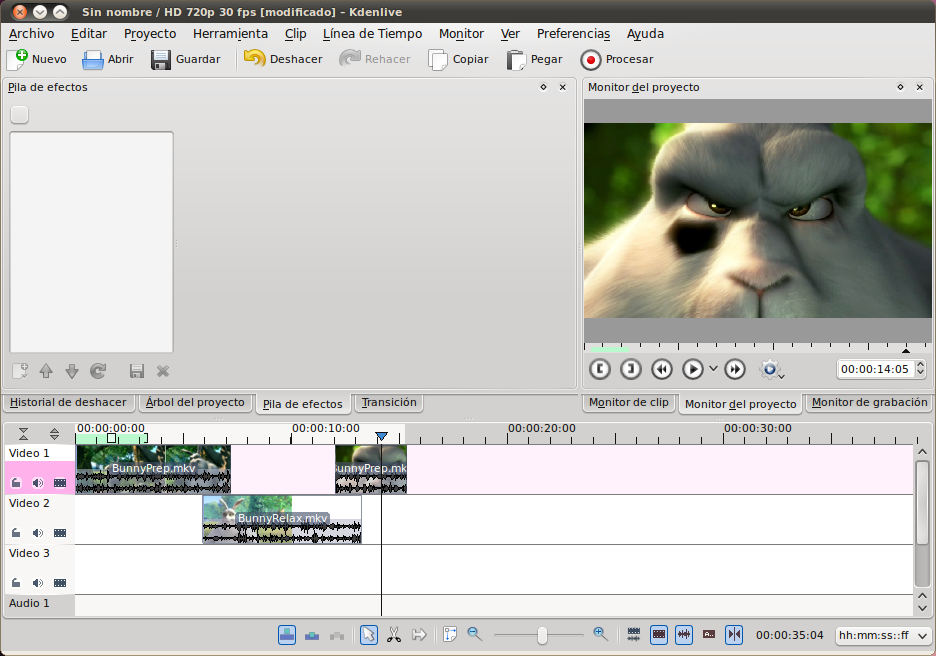 Sin nombre / HD 720p 30 fps [modificado] – Kdenlive
Archivo Editar Proyecto Herramienta Clip Línea de Tiempo Monitor Ver Preferencias Ayuda
Nuevo Abrir Guardar Deshacer Rehacer Copiar Pegar Procesar
Pila de efectos
Monitor del proyecto
00:00:14:05
Historial de deshacer Árbol del proyecto Pila de efectos Transición
Monitor de clip Monitor del proyecto Monitor de grabación
00:00:00:00 00:00:10:00 00:00:20:00 00:00:30:00
Video 1
BunnyPrep.mkv BunnyPrep.mk
Video 2
BunnyRelax.mkv
Video 3
Audio 1
00:00:35:04 hh:mm:ss::ff